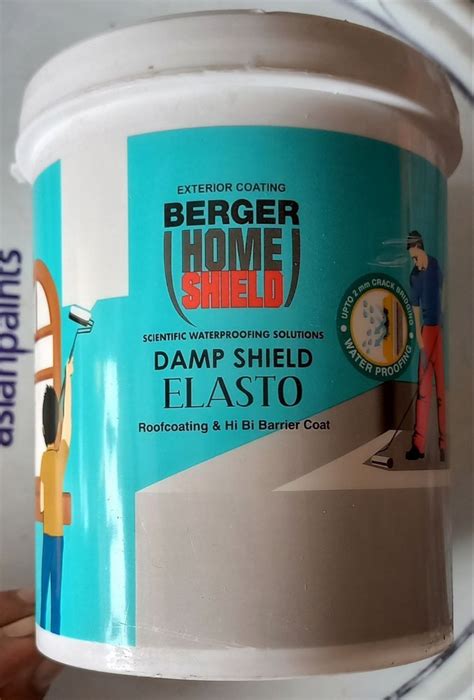 EXTERIOR COATING
BERGER
HOME
SHIELD
SCIENTIFIC WATERPROOFING SOLUTIONS
DAMP SHIELD
ELASTO
Roofcoating & Hi Bi Barrier Coat
UPTO 2 mm CRACK BRIDGING
WATER PROOFING
asianpaints